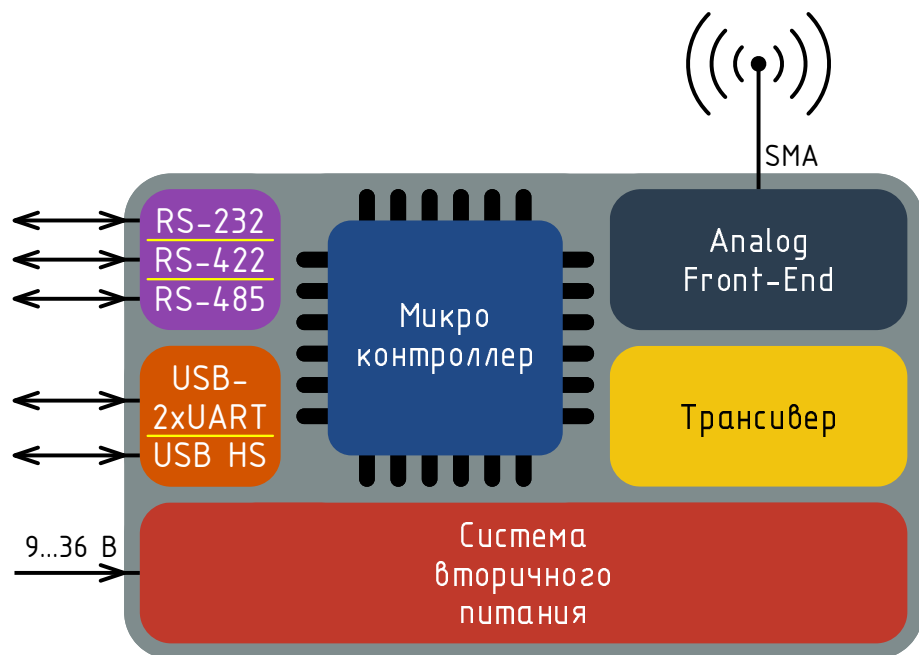 SMA
RS-232
RS-422
RS-485
Микро
контроллер
Analog
Front-End
USB-
2xUART
USB HS
Трансивер
9...36 В
Система
вторичного
питания